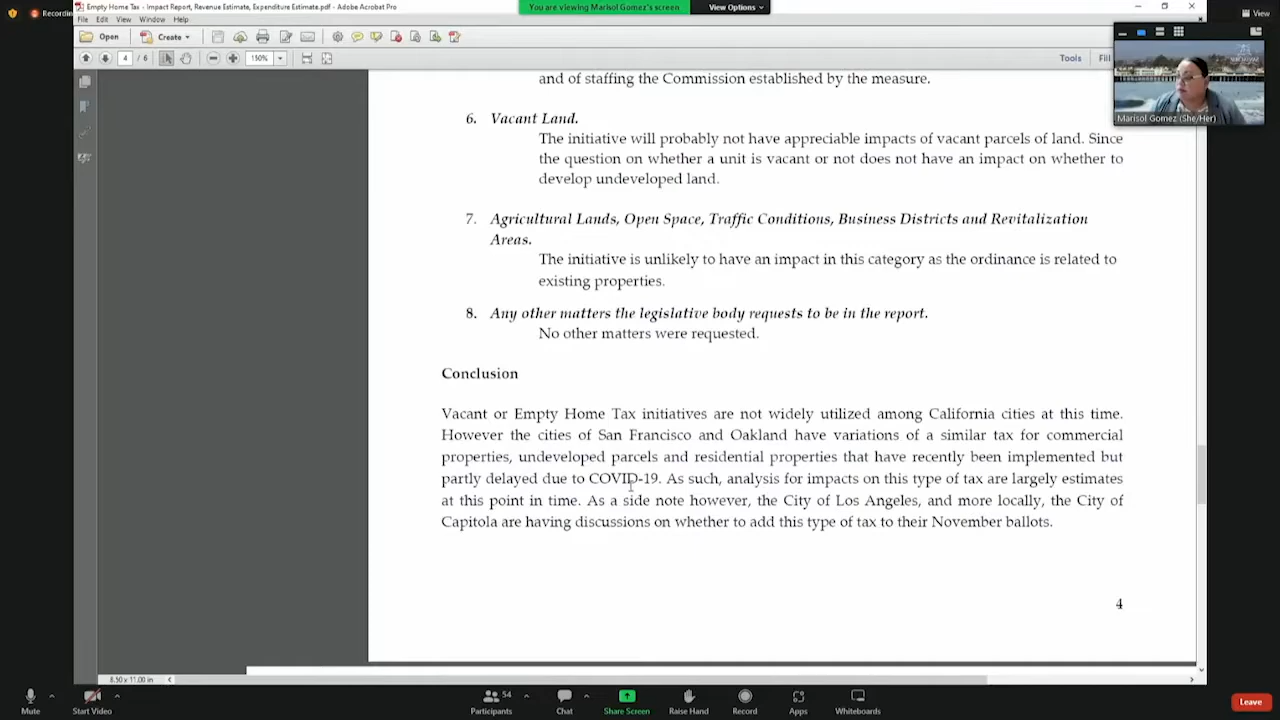 Recordin
Empty Home Tax - Impact Report, Revenue Estimate, Expenditure Estimate.pdf - Adobe Acrobat Pro
You are viewing Marisol Gomez's screen
View Options
View
File Edit View Window Help
Open Create
4 / 6 150% Tools Fill
Marisol Gomez (She/Her)
and of staffing the Commission established by the measure.
6. Vacant Land.
The initiative will probably not have appreciable impacts of vacant parcels of land. Since
the question on whether a unit is vacant or not does not have an impact on whether to
develop undeveloped land.
7. Agricultural Lands, Open Space, Traffic Conditions, Business Districts and Revitalization
Areas.
The initiative is unlikely to have an impact in this category as the ordinance is related to
existing properties.
8. Any other matters the legislative body requests to be in the report.
No other matters were requested.
Conclusion
Vacant or Empty Home Tax initiatives are not widely utilized among California cities at this time.
However the cities of San Francisco and Oakland have variations of a similar tax for commercial
properties, undeveloped parcels and residential properties that have recently been implemented but
partly delayed due to COVID-19. As such, analysis for impacts on this type of tax are largely estimates
at this point in time. As a side note however, the City of Los Angeles, and more locally, the City of
Capitola are having discussions on whether to add this type of tax to their November ballots.
4
8.50 x 11.00 in
54
Mute Start Video Participants Chat Share Screen Raise Hand Record Apps Whiteboards Leave